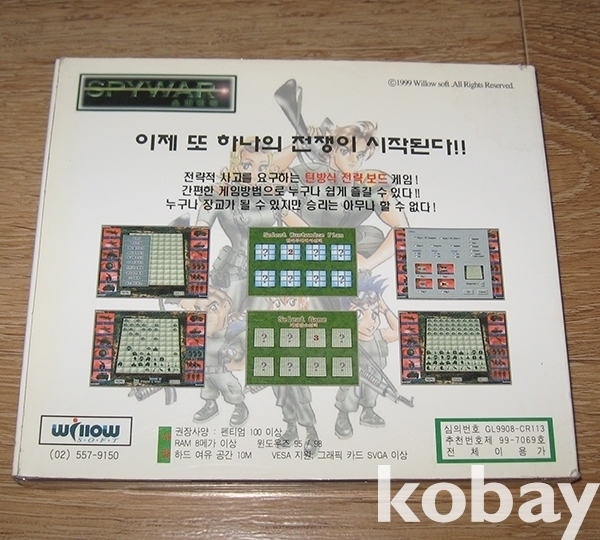 SPYWAR
©1999 Willow soft .All Rights Reserved.
이제 또 하나의 전쟁이 시작된다!!
전략적 사고를 요구하는 턴방식 전략 보드 게임!
간편한 게임방법으로 누구나 쉽게 즐길 수 있다!!
누구나 장교가 될 수 있지만 승리는 아무나 할 수 없다!
Select Customize Plan
Select Game
? ? 3 ?
? ? ? ?
willow
SOFT
(02) 557-9150
권장사양 : 펜티엄 100 이상
RAM 8메가 이상 윈도우즈 95 / 98
하드 여유 공간 10M VESA 지원, 그래픽 카드 SVGA 이상
심의번호 GL9908-CR113
추천번호제 99-7069호
전체이용가
kobay